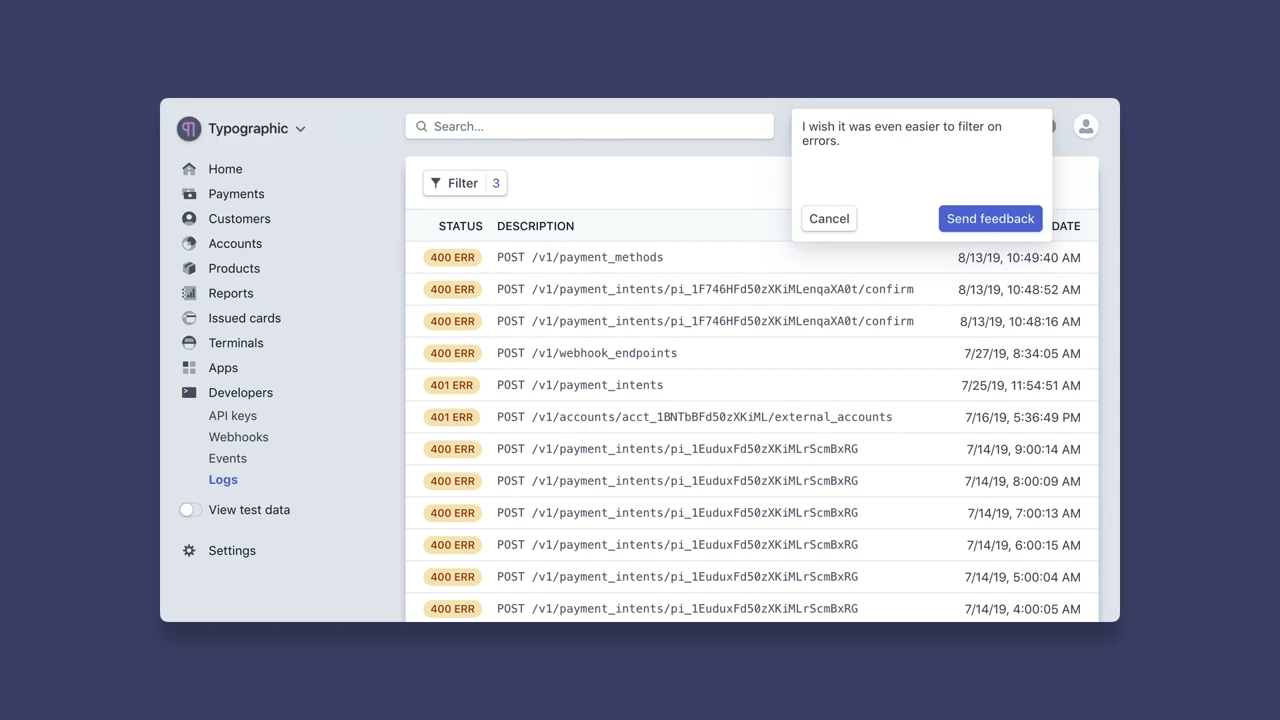 Typographic
Search...
I wish it was even easier to filter on
errors.
Cancel
Send feedback
Home
Payments
Customers
Accounts
Products
Reports
Issued cards
Terminals
Apps
Developers
API keys
Webhooks
Events
Logs
View test data
Settings
Filter 3
STATUS DESCRIPTION DATE
400 ERR POST /v1/payment_methods 8/13/19, 10:49:40 AM
400 ERR POST /v1/payment_intents/pi_1F746HFd50zXKiMLenqaXA0t/confirm 8/13/19, 10:48:52 AM
400 ERR POST /v1/payment_intents/pi_1F746HFd50zXKiMLenqaXA0t/confirm 8/13/19, 10:48:16 AM
400 ERR POST /v1/webhook_endpoints 7/27/19, 8:34:05 AM
401 ERR POST /v1/payment_intents 7/25/19, 11:54:51 AM
401 ERR POST /v1/accounts/acct_1BNTbBFd50zXKiML/external_accounts 7/16/19, 5:36:49 PM
400 ERR POST /v1/payment_intents/pi_1EuduxFd50zXKiMLrScmBxRG 7/14/19, 9:00:14 AM
400 ERR POST /v1/payment_intents/pi_1EuduxFd50zXKiMLrScmBxRG 7/14/19, 8:00:09 AM
400 ERR POST /v1/payment_intents/pi_1EuduxFd50zXKiMLrScmBxRG 7/14/19, 7:00:13 AM
400 ERR POST /v1/payment_intents/pi_1EuduxFd50zXKiMLrScmBxRG 7/14/19, 6:00:15 AM
400 ERR POST /v1/payment_intents/pi_1EuduxFd50zXKiMLrScmBxRG 7/14/19, 5:00:04 AM
400 ERR POST /v1/payment_intents/pi_1EuduxFd50zXKiMLrScmBxRG 7/14/19, 4:00:05 AM